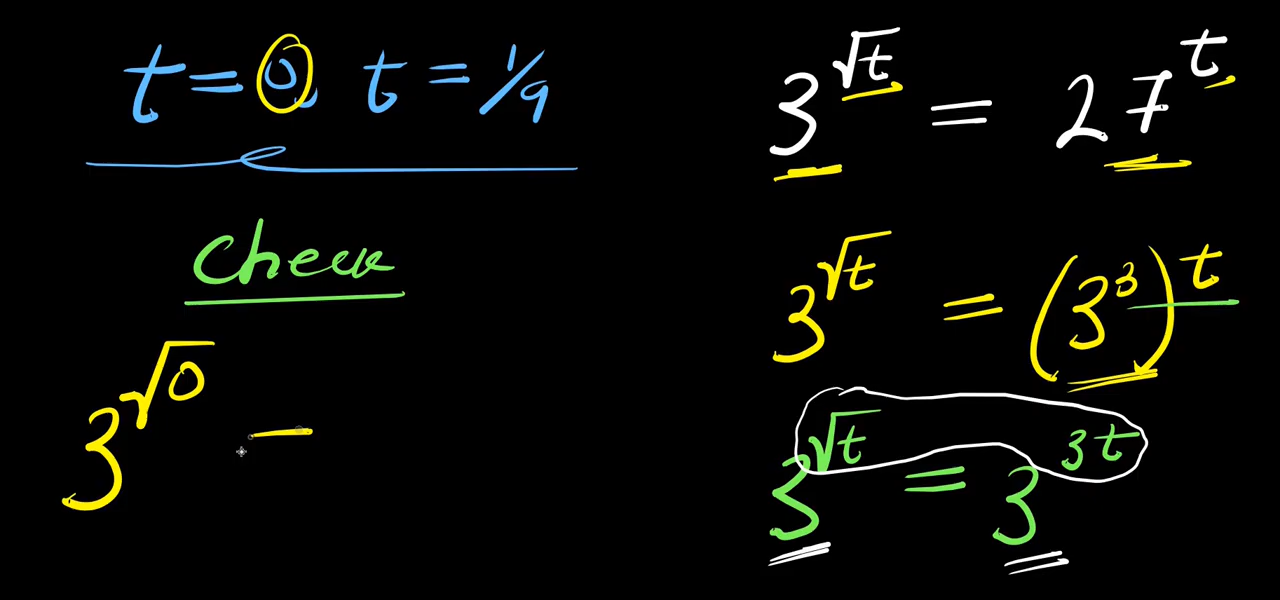 t = 0, t = 1/9
Check
3^√0 –
3^√t = 27^t
3^√t = (3^3)^t
3^√t = 3^3t